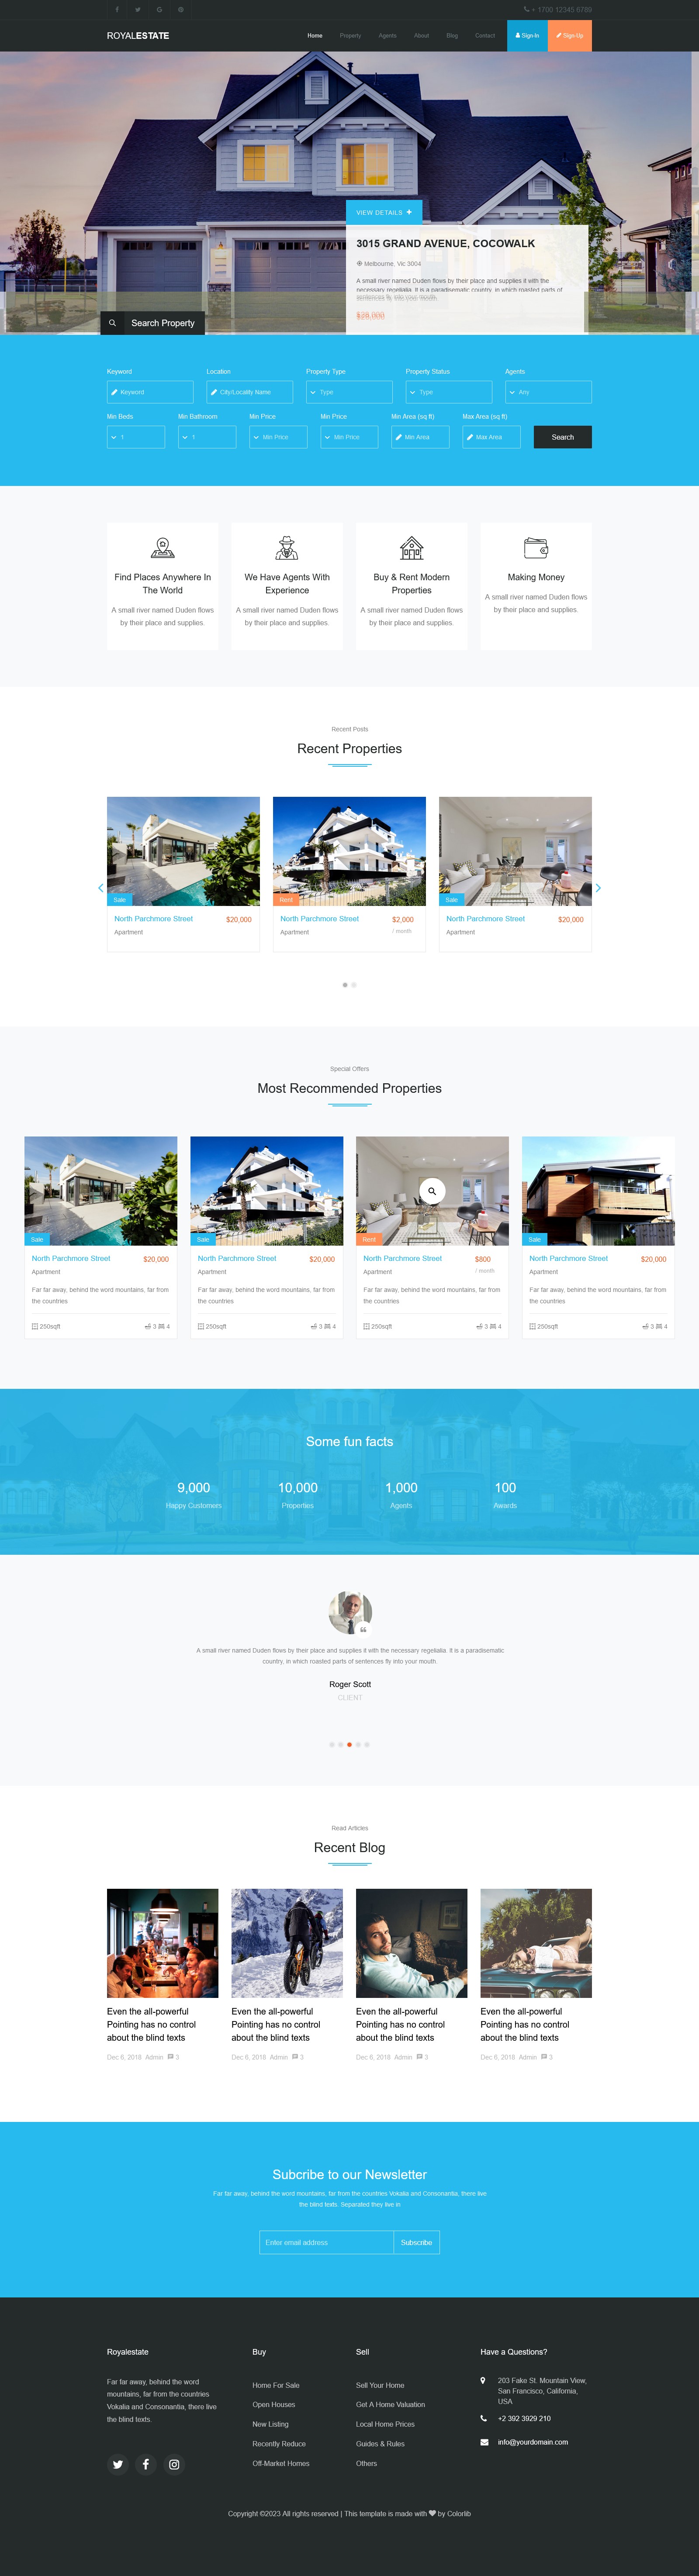 + 1700 12345 6789
ROYALESTATE
Home Property Agents About Blog Contact Sign-In Sign-Up
VIEW DETAILS +
3015 GRAND AVENUE, COCOWALK
Melbourne, Vic 3004
A small river named Duden flows by their place and supplies it with the
necessary regelialia. It is a paradisematic country, in which roasted parts of
sentences fly into your mouth.
Search Property
Keyword Location Property Type Property Status Agents
Keyword City/Locality Name Type Type Any
Min Beds Min Bathroom Min Price Min Price Min Area (sq ft) Max Area (sq ft)
1 1 Min Price Min Price Min Area Max Area Search
Find Places Anywhere In
The World
A small river named Duden flows
by their place and supplies.
We Have Agents With
Experience
A small river named Duden flows
by their place and supplies.
Buy & Rent Modern
Properties
A small river named Duden flows
by their place and supplies.
Making Money
A small river named Duden flows
by their place and supplies.
Recent Posts
Recent Properties
Sale
North Parchmore Street $20,000
Apartment
Rent
North Parchmore Street $2,000
Apartment / month
Sale
North Parchmore Street $20,000
Apartment
Special Offers
Most Recommended Properties
Sale
North Parchmore Street $20,000
Apartment
Far far away, behind the word mountains, far from
the countries
250sqft 3 4
Sale
North Parchmore Street $20,000
Apartment
Far far away, behind the word mountains, far from
the countries
250sqft 3 4
Rent
North Parchmore Street $800
Apartment / month
Far far away, behind the word mountains, far from
the countries
250sqft 3 4
Sale
North Parchmore Street $20,000
Apartment
Far far away, behind the word mountains, far from
the countries
250sqft 3 4
Some fun facts
9,000 10,000 1,000 100
Happy Customers Properties Agents Awards
A small river named Duden flows by their place and supplies it with the necessary regelialia. It is a paradisematic
country, in which roasted parts of sentences fly into your mouth.
Roger Scott
CLIENT
Read Articles
Recent Blog
Even the all-powerful
Pointing has no control
about the blind texts
Dec 6, 2018 Admin 3
Even the all-powerful
Pointing has no control
about the blind texts
Dec 6, 2018 Admin 3
Even the all-powerful
Pointing has no control
about the blind texts
Dec 6, 2018 Admin 3
Even the all-powerful
Pointing has no control
about the blind texts
Dec 6, 2018 Admin 3
Subcribe to our Newsletter
Far far away, behind the word mountains, far from the countries Vokalia and Consonantia, there live
the blind texts. Separated they live in
Enter email address Subscribe
Royalestate
Far far away, behind the word
mountains, far from the countries
Vokalia and Consonantia, there live
the blind texts.
Buy
Home For Sale
Open Houses
New Listing
Recently Reduce
Off-Market Homes
Sell
Sell Your Home
Get A Home Valuation
Local Home Prices
Guides & Rules
Others
Have a Questions?
203 Fake St. Mountain View,
San Francisco, California,
USA
+2 392 3929 210
info@yourdomain.com
Copyright ©2023 All rights reserved | This template is made with by Colorlib